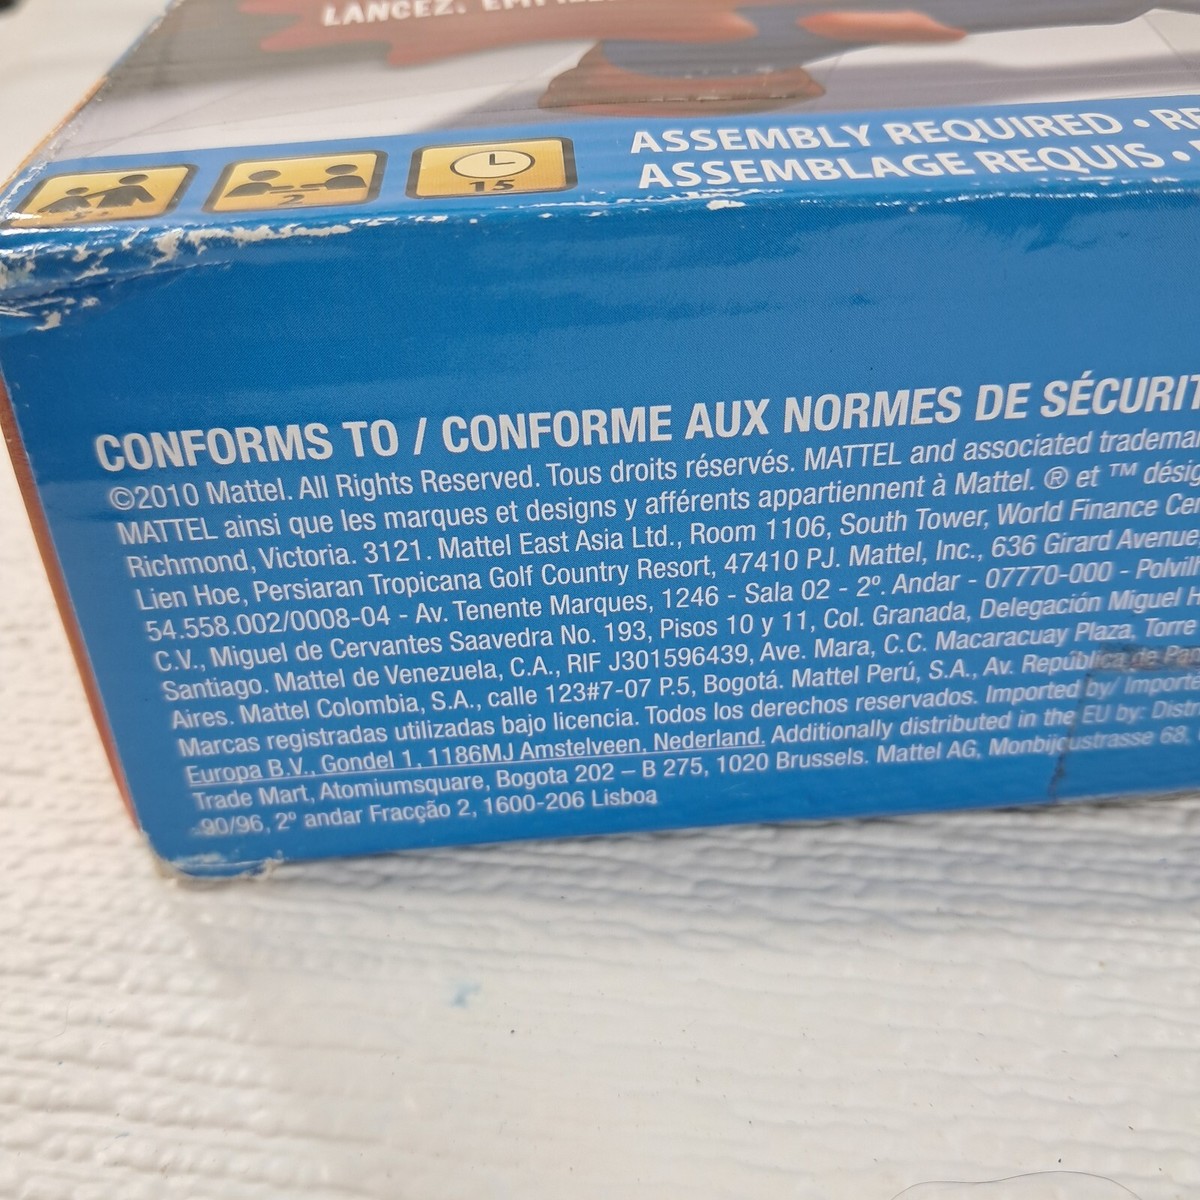 LANCEZ.
2
15
ASSEMBLY REQUIRED •
ASSEMBLAGE REQUIS •
CONFORMS TO / CONFORME AUX NORMES DE SÉCURIT
©2010 Mattel. All Rights Reserved. Tous droits réservés. MATTEL and associated tradema
MATTEL ainsi que les marques et designs y afférents appartiennent à Mattel. ® et ™ désig
Richmond, Victoria. 3121. Mattel East Asia Ltd., Room 1106, South Tower, World Finance Cen
Lien Hoe, Persiaran Tropicana Golf Country Resort, 47410 PJ. Mattel, Inc., 636 Girard Avenue,
54.558.002/0008-04 - Av. Tenente Marques, 1246 - Sala 02 - 2º. Andar - 07770-000 - Polvilh
C.V., Miguel de Cervantes Saavedra No. 193, Pisos 10 y 11, Col. Granada, Delegación Miguel H
Santiago. Mattel de Venezuela, C.A., RIF J301596439, Ave. Mara, C.C. Macaracuay Plaza, Torre
Aires. Mattel Colombia, S.A., calle 123#7-07 P.5, Bogotá. Mattel Perú, S.A., Av. República de Pan
Marcas registradas utilizadas bajo licencia. Todos los derechos reservados. Imported by/ Importé
Europa B.V., Gondel 1, 1186MJ Amstelveen, Nederland. Additionally distributed in the EU by: Distri
Trade Mart, Atomiumsquare, Bogota 202 – B 275, 1020 Brussels. Mattel AG, Monbijoustrasse 68,
90/96, 2º andar Fracção 2, 1600-206 Lisboa